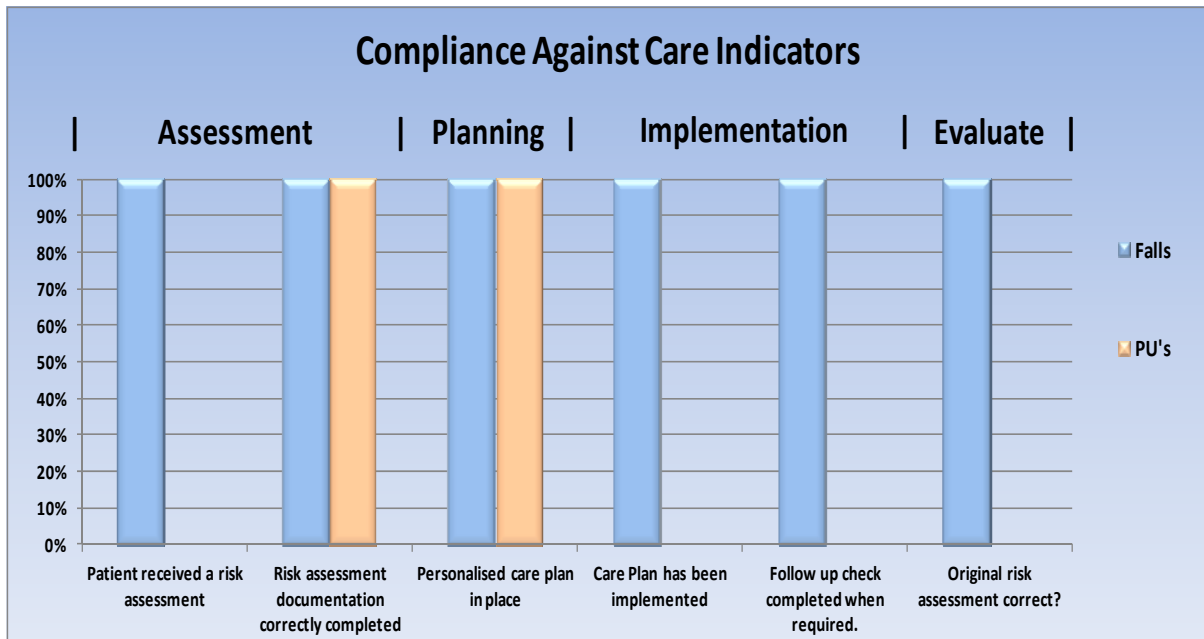 Compliance Against Care Indicators
| Assessment | Planning | Implementation | Evaluate |
100%
90%
80%
70%
60%
50%
40%
30%
20%
10%
0%
Falls
PU's
Patient received a risk
assessment
Risk assessment
documentation
correctly completed
Personalised care plan
in place
Care Plan has been
implemented
Follow up check
completed when
required.
Original risk
assessment correct?